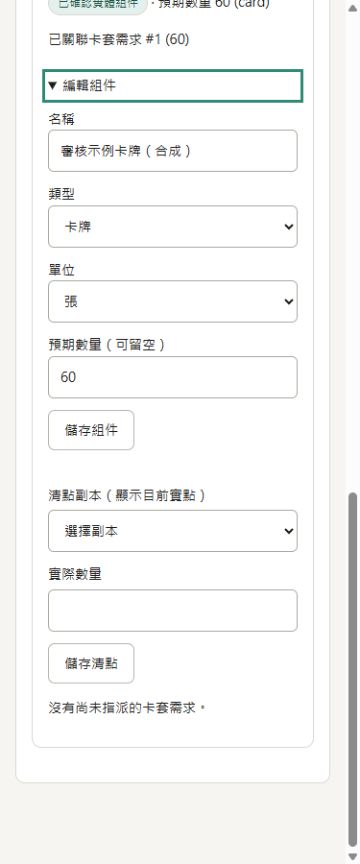 已確認實體組件 · 預期數量 60 (card)
已關聯卡套需求 #1 (60)
▼ 編輯組件
名稱
審核示例卡牌（合成）
類型
卡牌
單位
張
預期數量（可留空）
60
儲存組件
清點副本（顯示目前實點）
選擇副本
實際數量
儲存清點
沒有尚未指派的卡套需求。